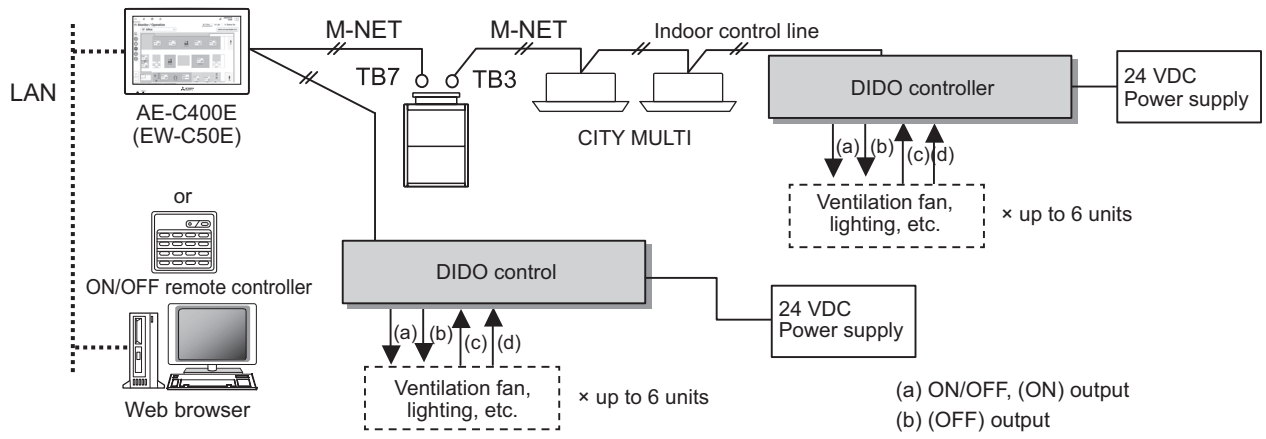 LAN
AE-C400E
(EW-C50E)
or
ON/OFF remote controller
Web browser
M-NET
TB7
M-NET
TB3
Indoor control line
CITY MULTI
DIDO controller
24 VDC
Power supply
(a)
(b)
(c)
(d)
Ventilation fan,
lighting, etc.
× up to 6 units
DIDO control
24 VDC
Power supply
(a)
(b)
(c)
(d)
Ventilation fan,
lighting, etc.
× up to 6 units
(a) ON/OFF, (ON) output
(b) (OFF) output